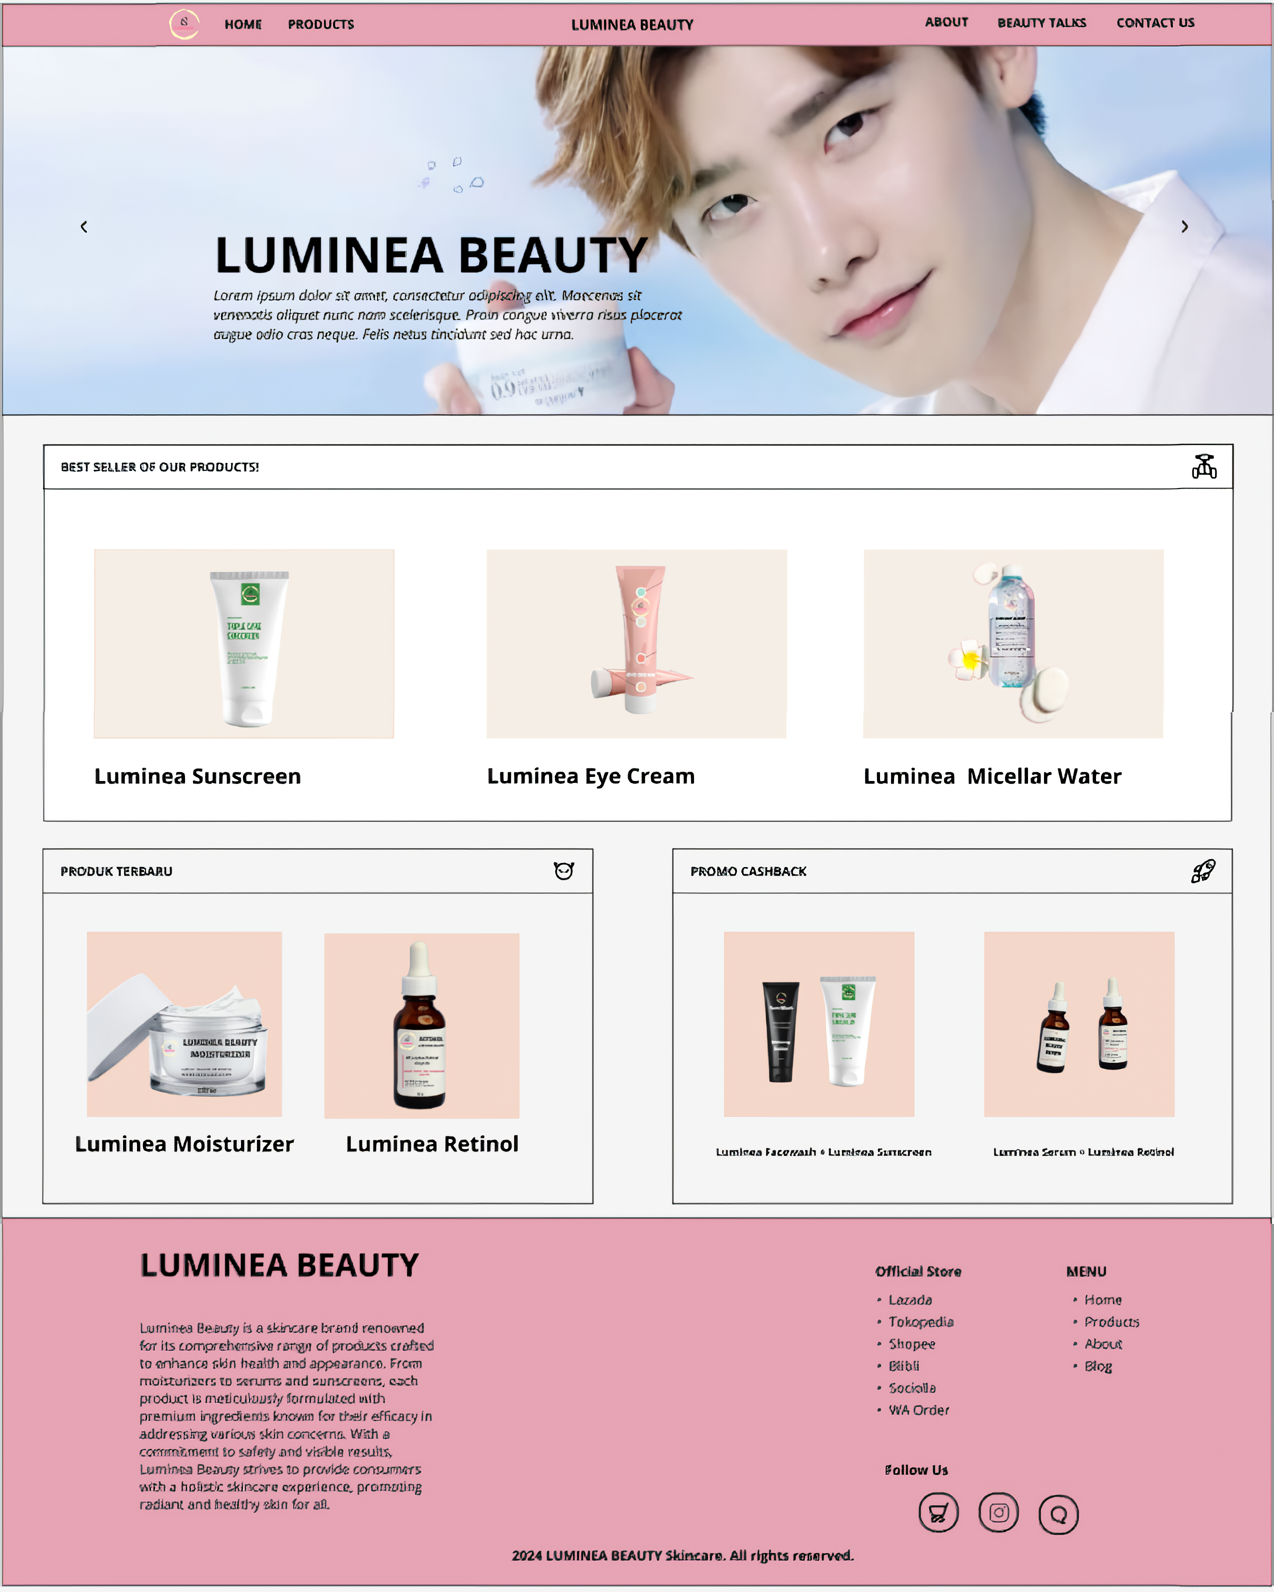 HOME
PRODUCTS
LUMINEA BEAUTY
ABOUT
BEAUTY TALKS
CONTACT US
LUMINEA BEAUTY
Lorem ipsum dolor sit amet, consectetur adipiscing elit. Maecenas sit
venenatis aliquet nunc nam scelerisque. Proin congue viverra risus placerat
augue odio cras neque. Felis netus tincidunt sed hac urna.
BEST SELLER OF OUR PRODUCTS!
Luminea Sunscreen
Luminea Eye Cream
Luminea Micellar Water
PRODUK TERBARU
LUMINEA BEAUTY
MOISTURIZER
Luminea Moisturizer
Luminea Retinol
PROMO CASHBACK
Luminea Facewash + Luminea Sunscreen
Luminea Serum + Luminea Retinol
LUMINEA BEAUTY
Luminea Beauty is a skincare brand renowned
for its comprehensive range of products crafted
to enhance skin health and appearance. From
moisturizers to serums and sunscreens, each
product is meticulously formulated with
premium ingredients known for their efficacy in
addressing various skin concerns. With a
commitment to safety and visible results,
Luminea Beauty strives to provide consumers
with a holistic skincare experience, promoting
radiant and healthy skin for all.
Official Store
• Lazada
• Tokopedia
• Shopee
• Blibli
• Sociolla
• WA Order
MENU
• Home
• Products
• About
• Blog
Follow Us
2024 LUMINEA BEAUTY Skincare. All rights reserved.